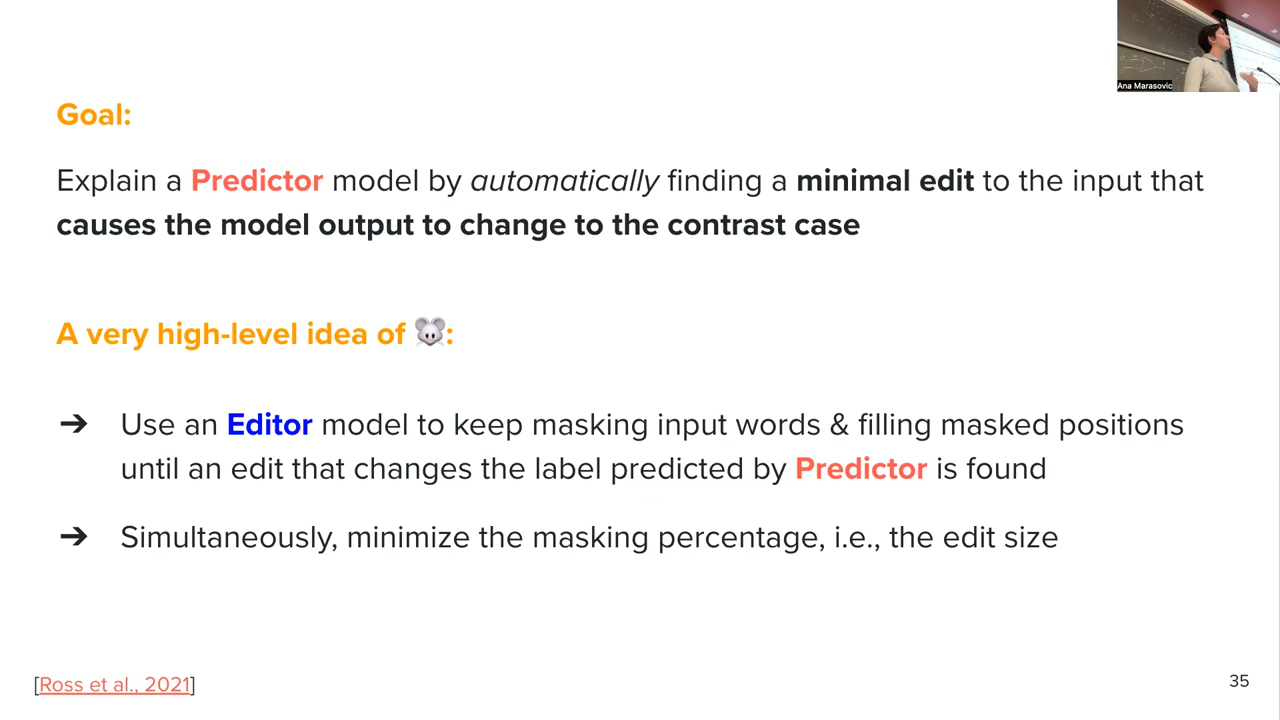 Ana Marasovic
Goal:
Explain a Predictor model by automatically finding a minimal edit to the input that
causes the model output to change to the contrast case
A very high-level idea of 🐭:
➔ Use an Editor model to keep masking input words & filling masked positions
until an edit that changes the label predicted by Predictor is found
➔ Simultaneously, minimize the masking percentage, i.e., the edit size
[Ross et al., 2021]
35